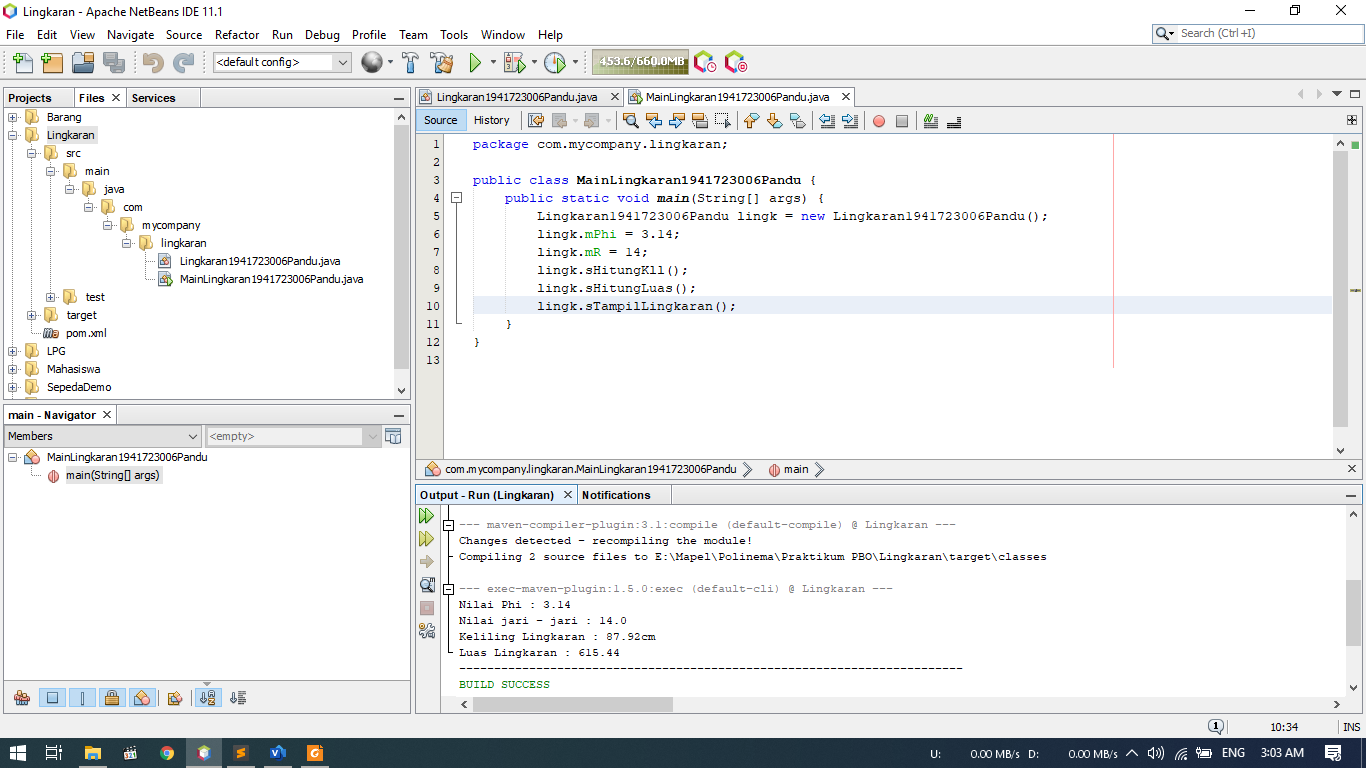 Lingkaran - Apache NetBeans IDE 11.1
File Edit View Navigate Source Refactor Run Debug Profile Team Tools Window Help
Search (Ctrl+I)
<default config>
453.6/660.0MB
Projects Files Services
Barang
Lingkaran
src
main
java
com
mycompany
lingkaran
Lingkaran1941723006Pandu.java
MainLingkaran1941723006Pandu.java
test
target
pom.xml
LPG
Mahasiswa
SepedaDemo
main - Navigator
Members
<empty>
MainLingkaran1941723006Pandu
main(String[] args)
Lingkaran1941723006Pandu.java MainLingkaran1941723006Pandu.java
Source History
1 package com.mycompany.lingkaran;
2
3 public class MainLingkaran1941723006Pandu {
4 public static void main(String[] args) {
5 Lingkaran1941723006Pandu lingk = new Lingkaran1941723006Pandu();
6 lingk.mPhi = 3.14;
7 lingk.mR = 14;
8 lingk.sHitungKll();
9 lingk.sHitungLuas();
10 lingk.sTampilLingkaran();
11 }
12 }
13
com.mycompany.lingkaran.MainLingkaran1941723006Pandu main
Output - Run (Lingkaran) Notifications
--- maven-compiler-plugin:3.1:compile (default-compile) @ Lingkaran ---
Changes detected - recompiling the module!
Compiling 2 source files to E:\Mapel\Polinema\Praktikum PBO\Lingkaran\target\classes
--- exec-maven-plugin:1.5.0:exec (default-cli) @ Lingkaran ---
Nilai Phi : 3.14
Nilai jari - jari : 14.0
Keliling Lingkaran : 87.92cm
Luas Lingkaran : 615.44
------------------------------------------------------------------------
BUILD SUCCESS
1 10:34 INS
U: 0.00 MB/s D: 0.00 MB/s ENG 3:03 AM